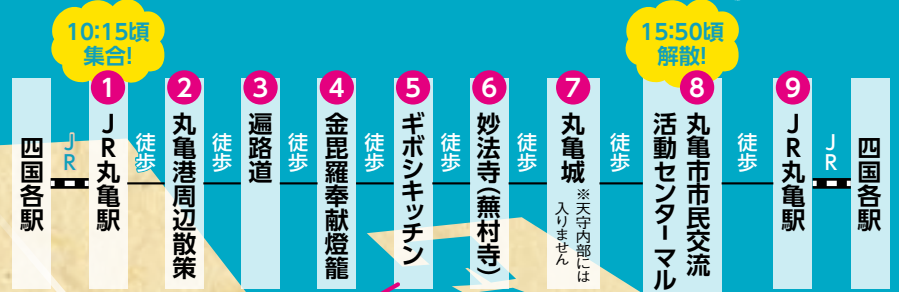 10:15頃
集合!
15:50頃
解散!
四国各駅
JR
1
JR丸亀駅
徒歩
2
丸亀港周辺散策
徒歩
3
遍路道
徒歩
4
金毘羅奉献燈籠
徒歩
5
ギボシキッチン
徒歩
6
妙法寺(蕪村寺)
徒歩
7
丸亀城
※天守内部には
入りません
徒歩
8
丸亀市市民交流
活動センター マル
徒歩
9
JR丸亀駅
JR
四国各駅